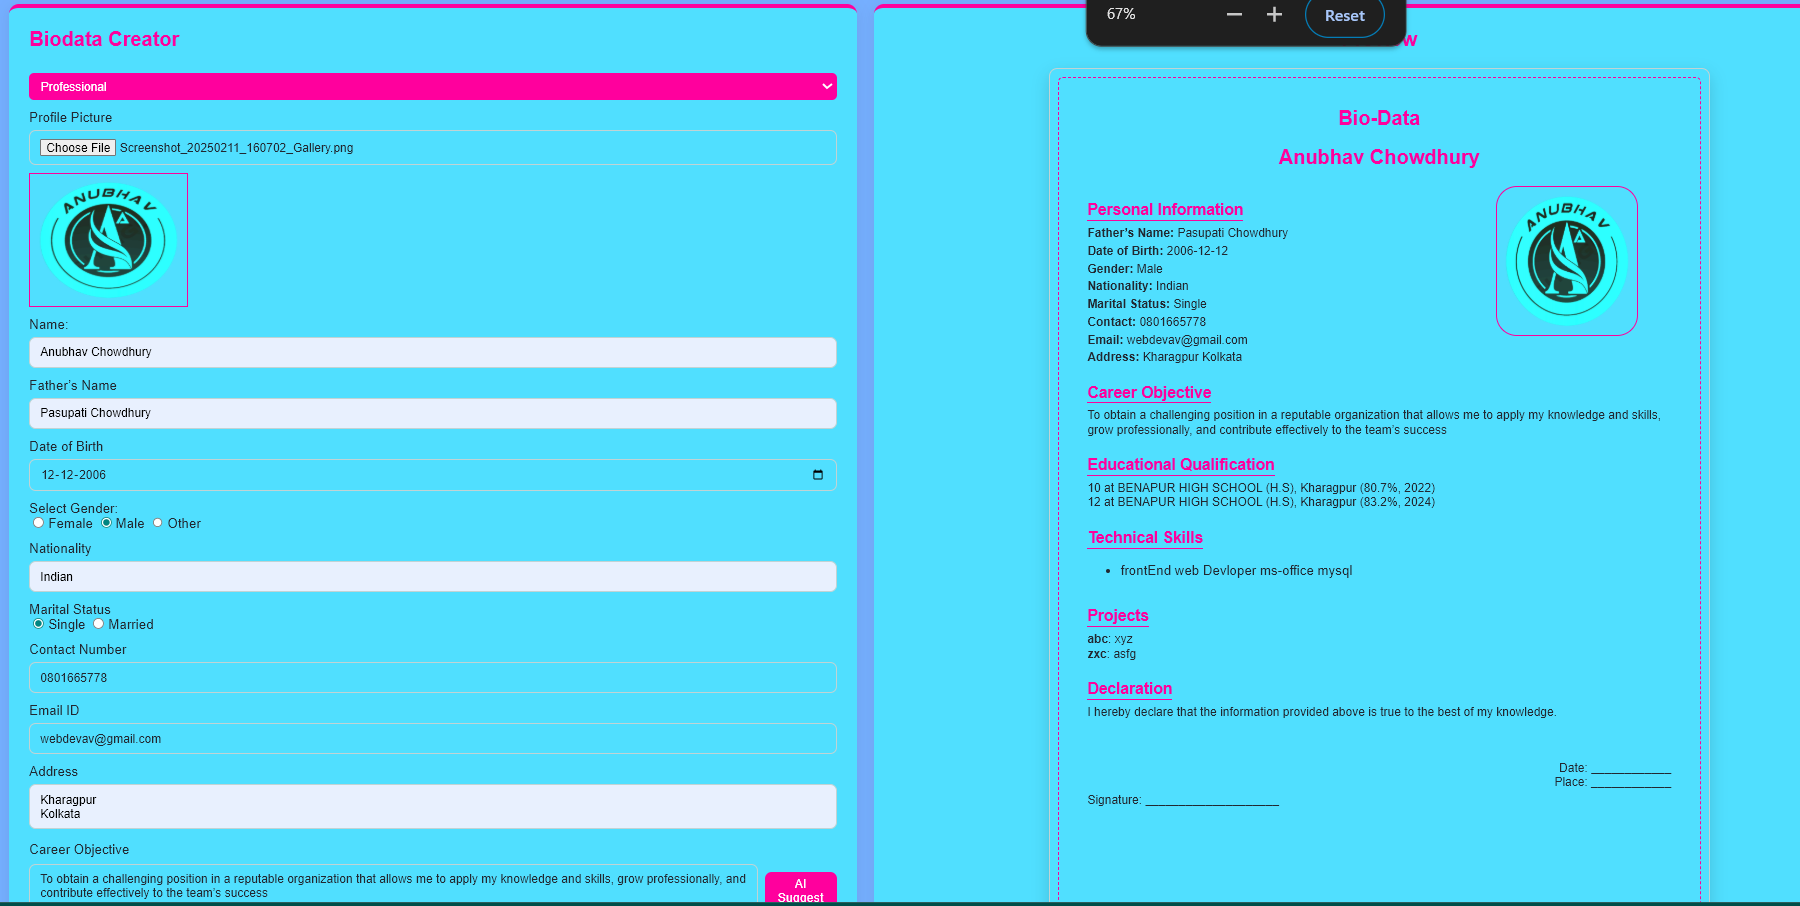 Biodata Creator
Professional
Profile Picture
Choose File Screenshot_20250211_160702_Gallery.png
ANUBHAV
Name:
Anubhav Chowdhury
Father's Name
Pasupati Chowdhury
Date of Birth
12-12-2006
Select Gender:
Female Male Other
Nationality
Indian
Marital Status
Single Married
Contact Number
0801665778
Email ID
webdevav@gmail.com
Address
Kharagpur
Kolkata
Career Objective
To obtain a challenging position in a reputable organization that allows me to apply my knowledge and skills, grow professionally, and
contribute effectively to the team's success
AI
Suggest
67%
Reset
w
Bio-Data
Anubhav Chowdhury
ANUBHAV
Personal Information
Father's Name: Pasupati Chowdhury
Date of Birth: 2006-12-12
Gender: Male
Nationality: Indian
Marital Status: Single
Contact: 0801665778
Email: webdevav@gmail.com
Address: Kharagpur Kolkata
Career Objective
To obtain a challenging position in a reputable organization that allows me to apply my knowledge and skills,
grow professionally, and contribute effectively to the team's success
Educational Qualification
10 at BENAPUR HIGH SCHOOL (H.S), Kharagpur (80.7%, 2022)
12 at BENAPUR HIGH SCHOOL (H.S), Kharagpur (83.2%, 2024)
Technical Skills
• frontEnd web Devloper ms-office mysql
Projects
abc: xyz
zxc: asfg
Declaration
I hereby declare that the information provided above is true to the best of my knowledge.
Date: ____________
Place: ____________
Signature: ____________________